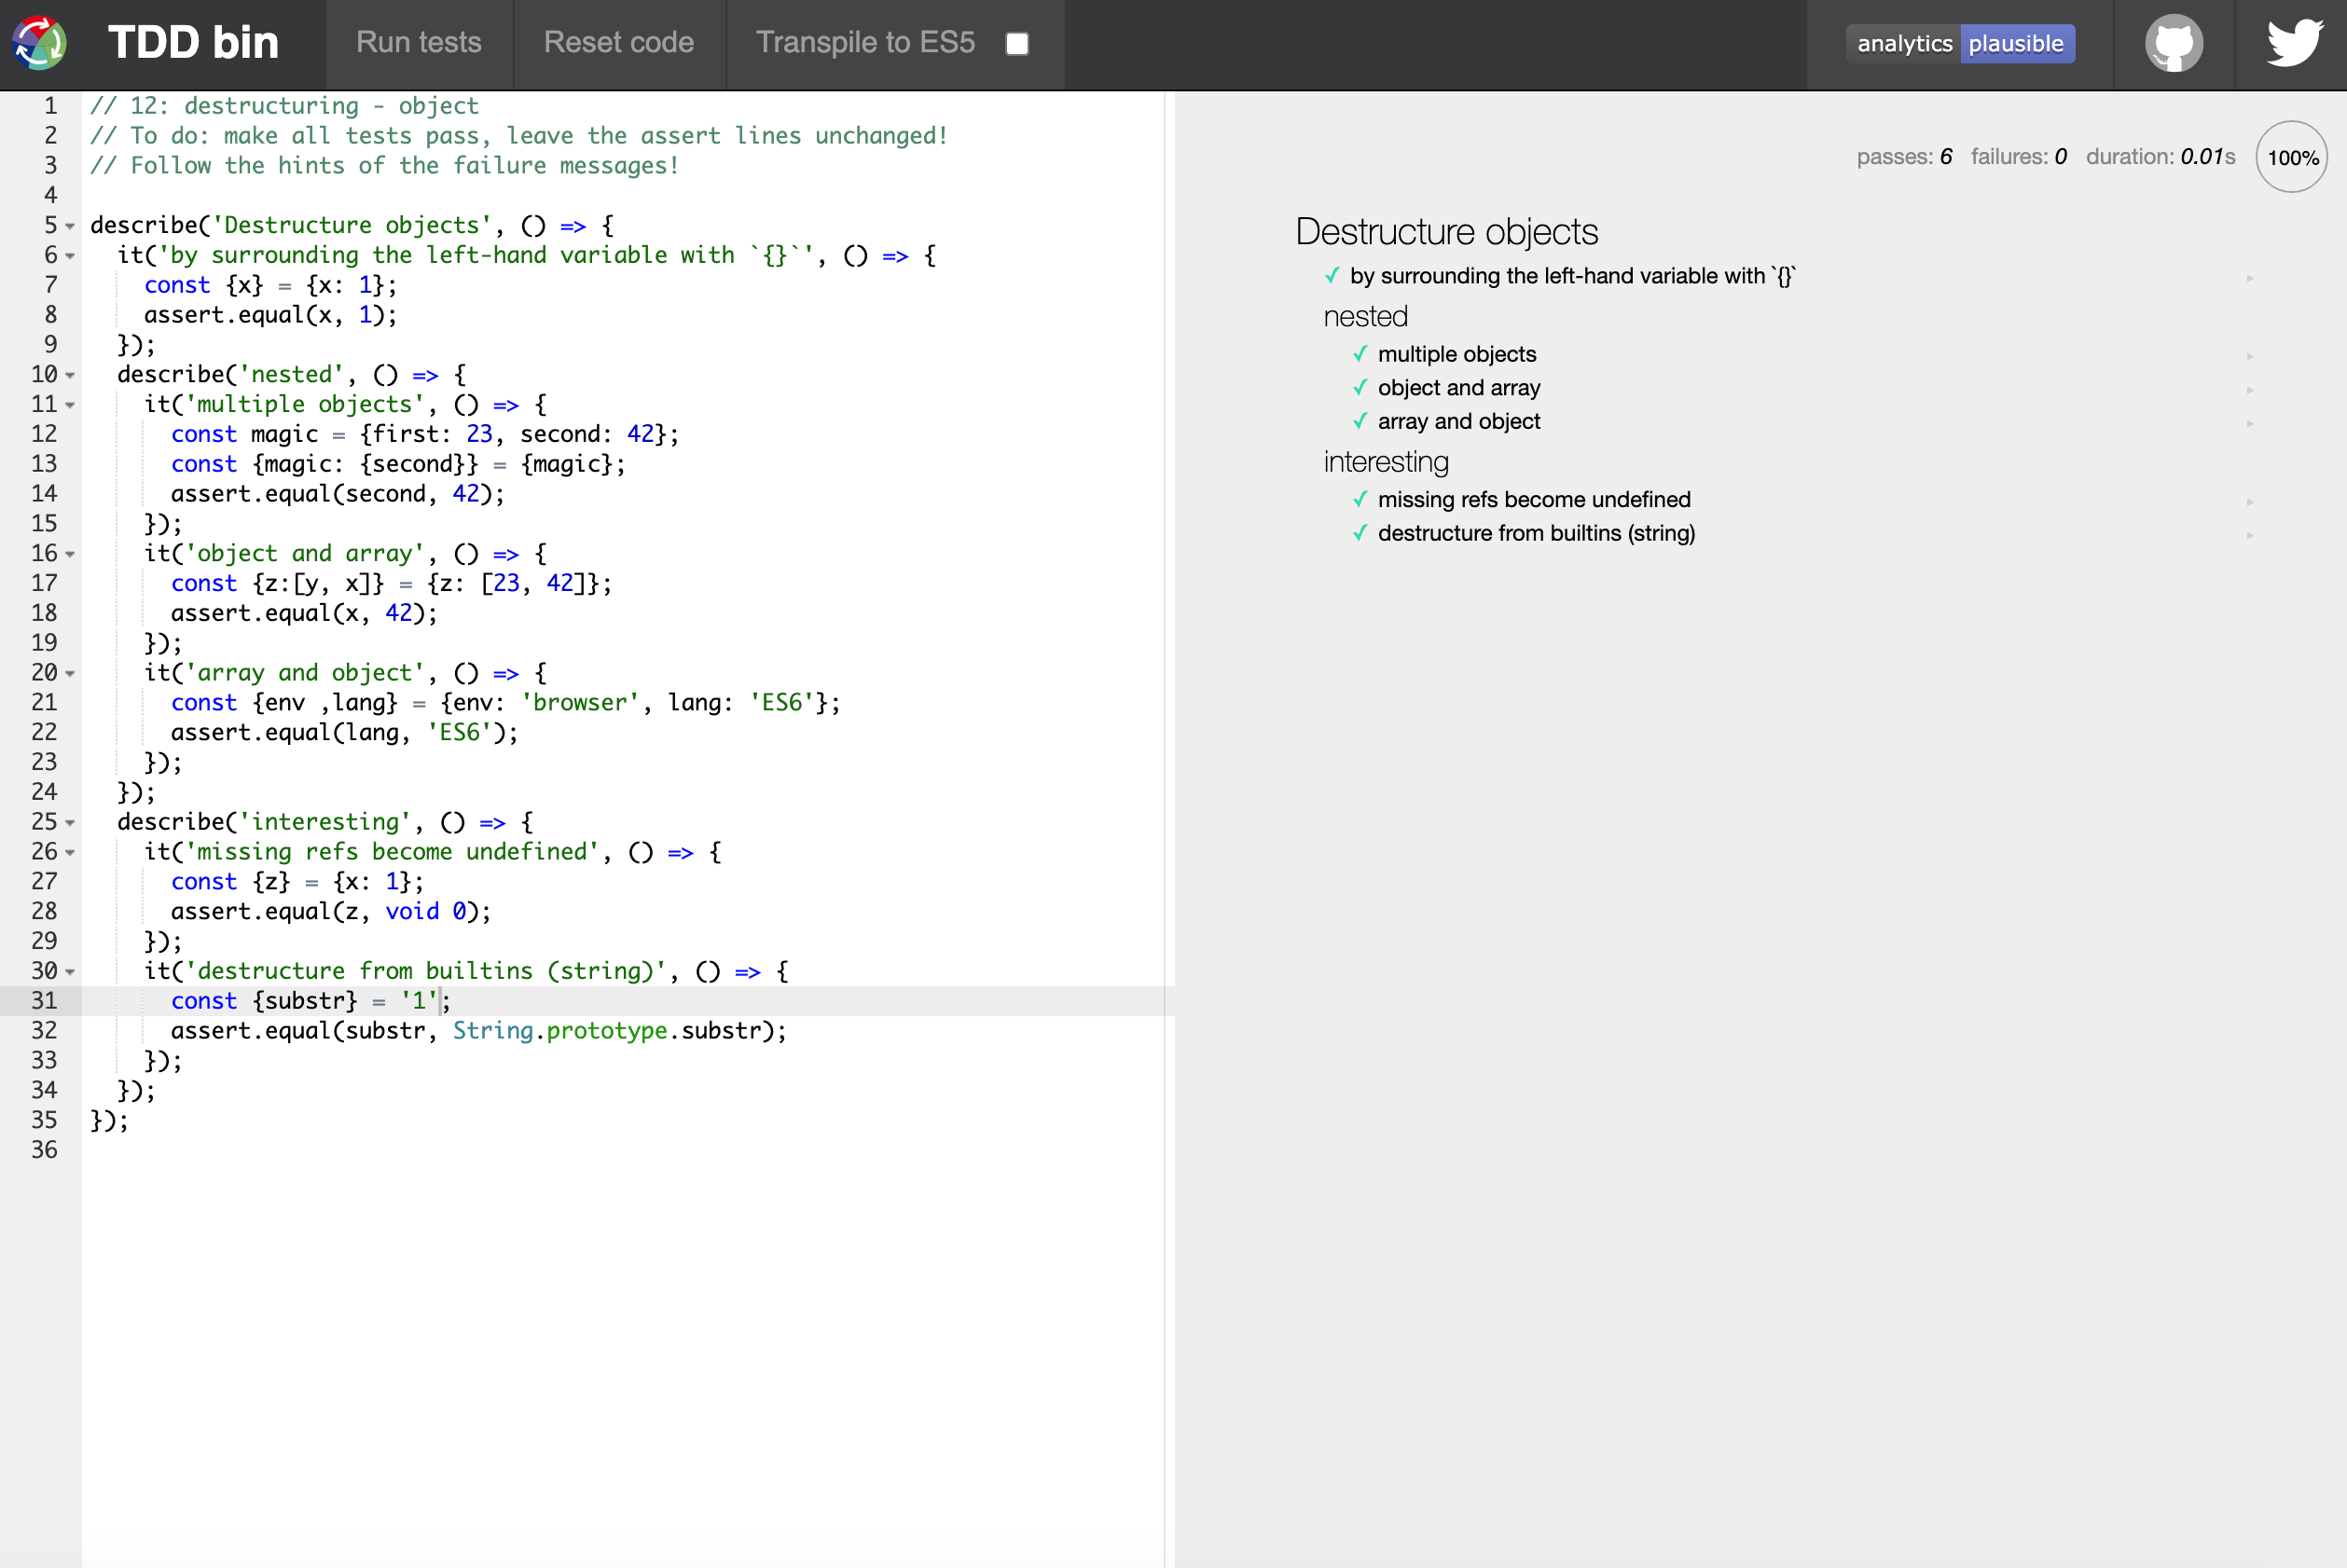 TDD bin
Run tests
Reset code
Transpile to ES5
analytics plausible
1 // 12: destructuring - object
2 // To do: make all tests pass, leave the assert lines unchanged!
3 // Follow the hints of the failure messages!
4
5 describe('Destructure objects', () => {
6   it('by surrounding the left-hand variable with `{}`', () => {
7     const {x} = {x: 1};
8     assert.equal(x, 1);
9   });
10   describe('nested', () => {
11     it('multiple objects', () => {
12       const magic = {first: 23, second: 42};
13       const {magic: {second}} = {magic};
14       assert.equal(second, 42);
15     });
16     it('object and array', () => {
17       const {z:[y, x]} = {z: [23, 42]};
18       assert.equal(x, 42);
19     });
20     it('array and object', () => {
21       const {env ,lang} = {env: 'browser', lang: 'ES6'};
22       assert.equal(lang, 'ES6');
23     });
24   });
25   describe('interesting', () => {
26     it('missing refs become undefined', () => {
27       const {z} = {x: 1};
28       assert.equal(z, void 0);
29     });
30     it('destructure from builtins (string)', () => {
31       const {substr} = '1';
32       assert.equal(substr, String.prototype.substr);
33     });
34   });
35 });
36
passes: 6 failures: 0 duration: 0.01s 100%
Destructure objects
✓ by surrounding the left-hand variable with `{}`
nested
✓ multiple objects
✓ object and array
✓ array and object
interesting
✓ missing refs become undefined
✓ destructure from builtins (string)